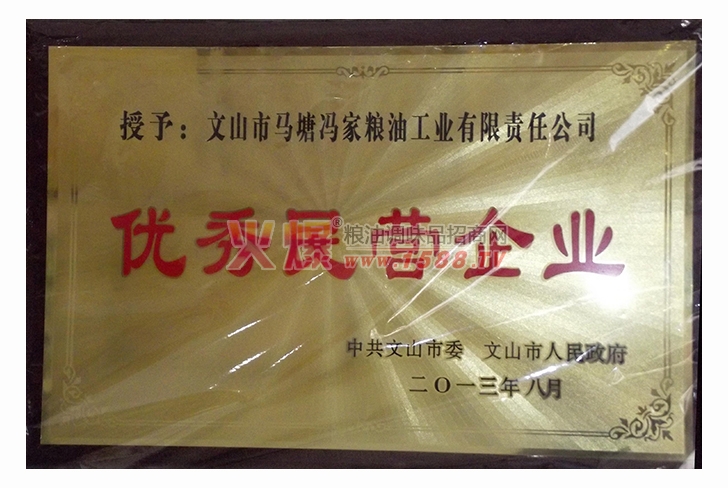 授予：文山市马塘冯家粮油工业有限责任公司
优秀民营企业
火爆®粮油调味品招商网
www.1588.tv
中共文山市委 文山市人民政府
二〇一三年八月